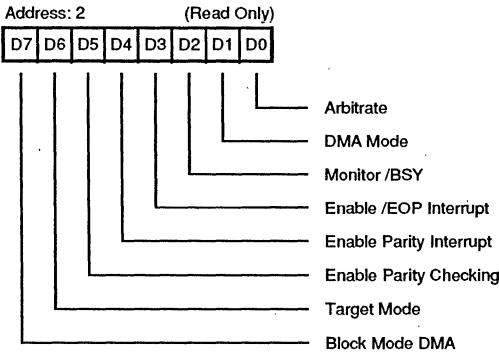 Address: 2 (Read Only)
D7 D6 D5 D4 D3 D2 D1 D0
Arbitrate
DMA Mode
Monitor /BSY
Enable /EOP Interrupt
Enable Parity Interrupt
Enable Parity Checking
Target Mode
Block Mode DMA